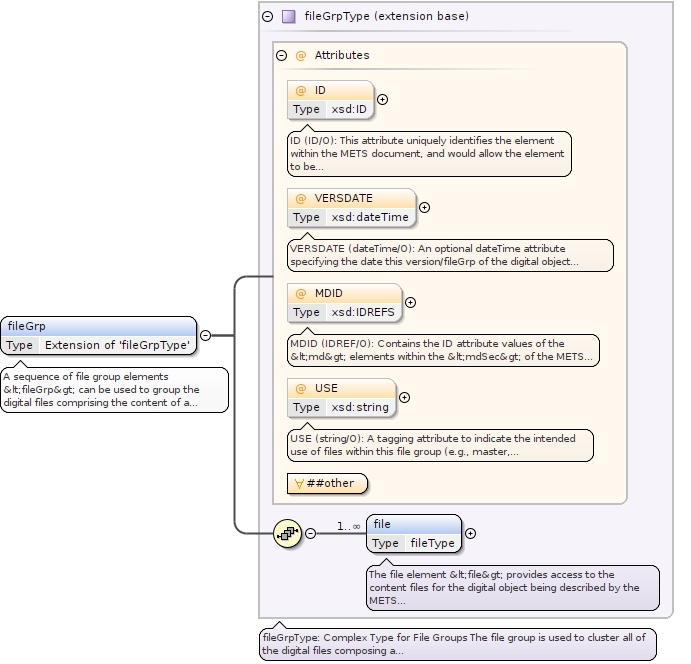 fileGrpType (extension base)
@ Attributes
@ ID
Type xsd:ID
ID (ID/O): This attribute uniquely identifies the element
within the METS document, and would allow the element
to be...
@ VERSDATE
Type xsd:dateTime
VERSDATE (dateTime/O): An optional dateTime attribute
specifying the date this version/fileGrp of the digital object...
@ MDID
Type xsd:IDREFS
MDID (IDREF/O): Contains the ID attribute values of the
&lt;md&gt; elements within the &lt;mdSec&gt; of the METS...
@ USE
Type xsd:string
USE (string/O): A tagging attribute to indicate the intended
use of files within this file group (e.g., master,...
##other
fileGrp
Type Extension of 'fileGrpType'
A sequence of file group elements
&lt;fileGrp&gt; can be used to group the
digital files comprising the content of a...
1..∞
file
Type fileType
The file element &lt;file&gt; provides access to the
content files for the digital object being described by the
METS...
fileGrpType: Complex Type for File Groups The file group is used to cluster all of
the digital files composing a...